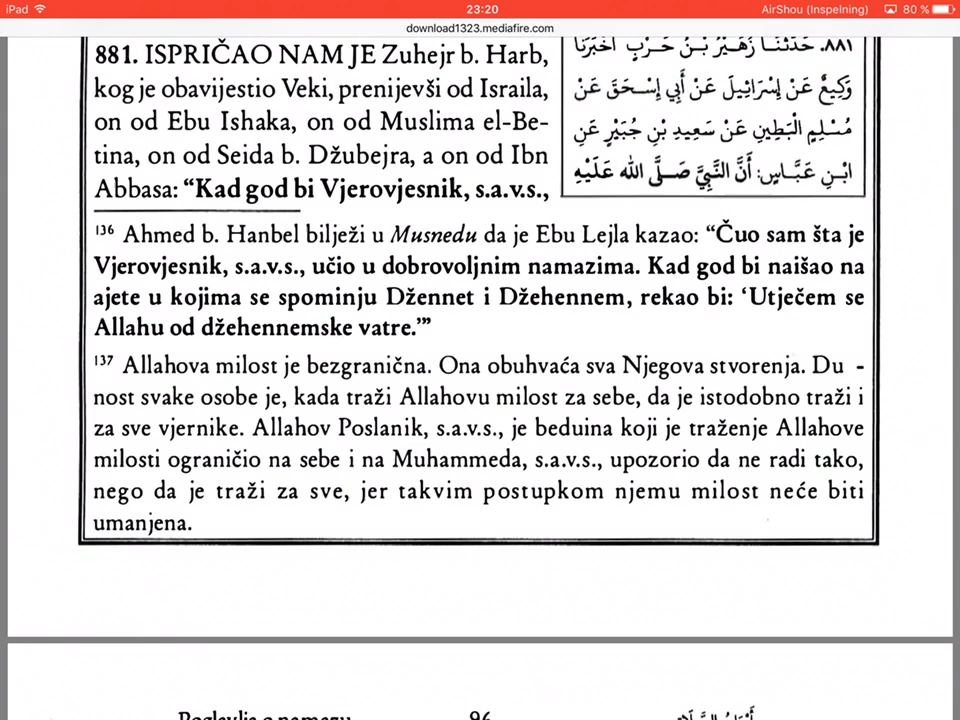 iPad 23:20 AirShou (Inspelning) 80 %
download1323.mediafire.com
881. ISPRIČAO NAM JE Zuhejr b. Harb,
kog je obavijestio Veki, prenijevši od Israila,
on od Ebu Ishaka, on od Muslima el-Be-
tina, on od Seida b. Džubejra, a on od Ibn
Abbasa: “Kad god bi Vjerovjesnik, s.a.v.s.,
٨٨١. حَدَّثَنَا زُهَيْرُ بْنُ حَرْبٍ أَخْبَرَنَا
وَكِيعٌ عَنْ إِسْرَائِيلَ عَنْ أَبِي إِسْحَقَ عَنْ
مُسْلِمٍ الْبَطِينِ عَنْ سَعِيدِ بْنِ جُبَيْرٍ عَنِ
ابْنِ عَبَّاسٍ: أَنَّ النَّبِيَّ صَلَّى الله عَلَيْهِ
136 Ahmed b. Hanbel bilježi u Musnedu da je Ebu Lejla kazao: “Čuo sam šta je
Vjerovjesnik, s.a.v.s., učio u dobrovoljnim namazima. Kad god bi naišao na
ajete u kojima se spominju Džennet i Džehennem, rekao bi: ‘Utječem se
Allahu od džehennemske vatre.’”
137 Allahova milost je bezgranična. Ona obuhvaća sva Njegova stvorenja. Du -
nost svake osobe je, kada traži Allahovu milost za sebe, da je istodobno traži i
za sve vjernike. Allahov Poslanik, s.a.v.s., je beduina koji je traženje Allahove
milosti ograničio na sebe i na Muhammeda, s.a.v.s., upozorio da ne radi tako,
nego da je traži za sve, jer takvim postupkom njemu milost neće biti
umanjena.
Poglavlje o namazu 96